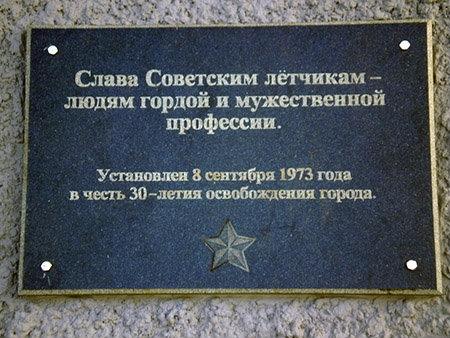 Слава Советским лётчикам –
людям гордой и мужественной
профессии.
Установлен 8 сентября 1973 года
в честь 30-летия освобождения города.